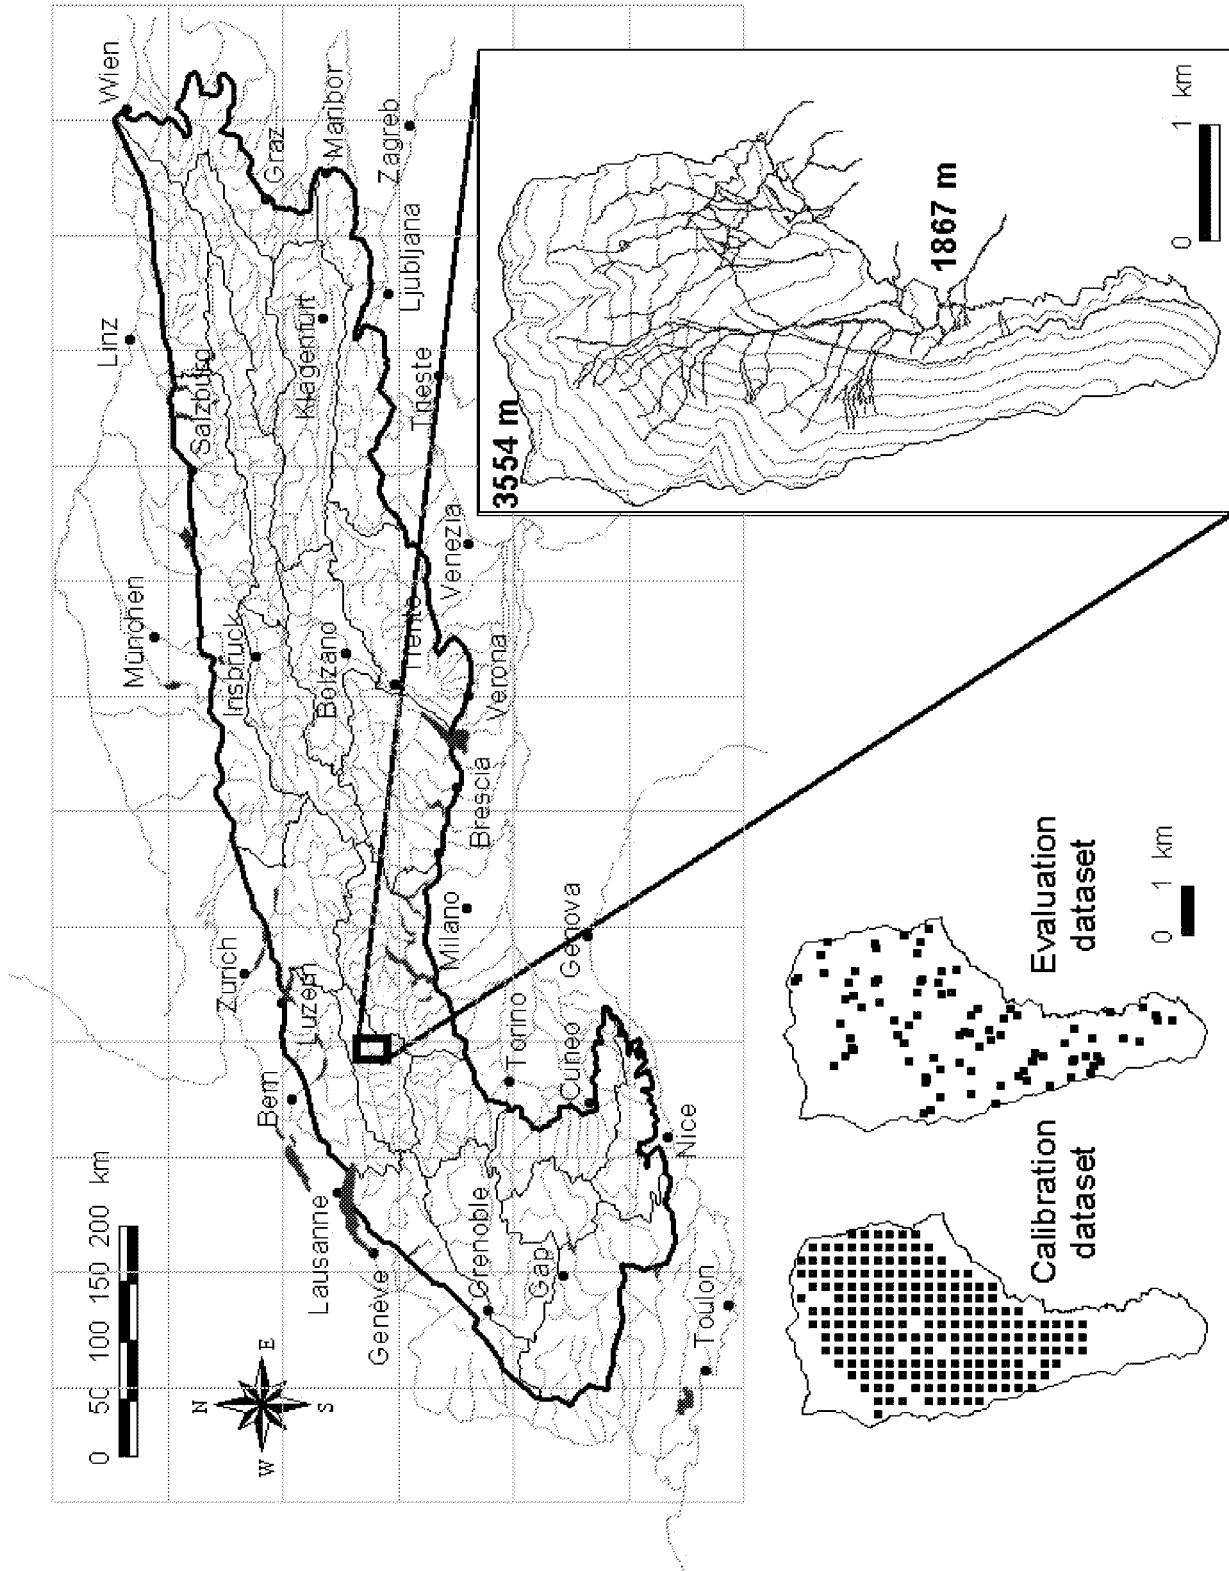 0 50 100 150 200 km
N
W
E
S
Wien
Linz
Graz
Maribor
Zagreb
Salzburg
Klagenfurt
Ljubljana
Trieste
München
Insbruck
Bolzano
Trento
Venezia
Verona
Brescia
Zurich
Luzern
Milano
Genova
Bern
Torino
Cuneo
Nice
Lausanne
Genève
Grenoble
Gap
Toulon
3554 m
1867 m
0 1 km
Calibration
dataset
Evaluation
dataset
0 1 km